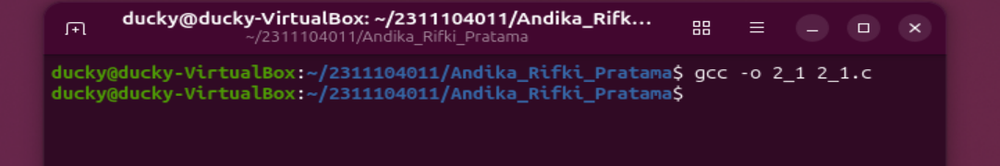 ducky@ducky-VirtualBox: ~/2311104011/Andika_Rifk...
~/2311104011/Andika_Rifki_Pratama
ducky@ducky-VirtualBox:~/2311104011/Andika_Rifki_Pratama$ gcc -o 2_1 2_1.c
ducky@ducky-VirtualBox:~/2311104011/Andika_Rifki_Pratama$